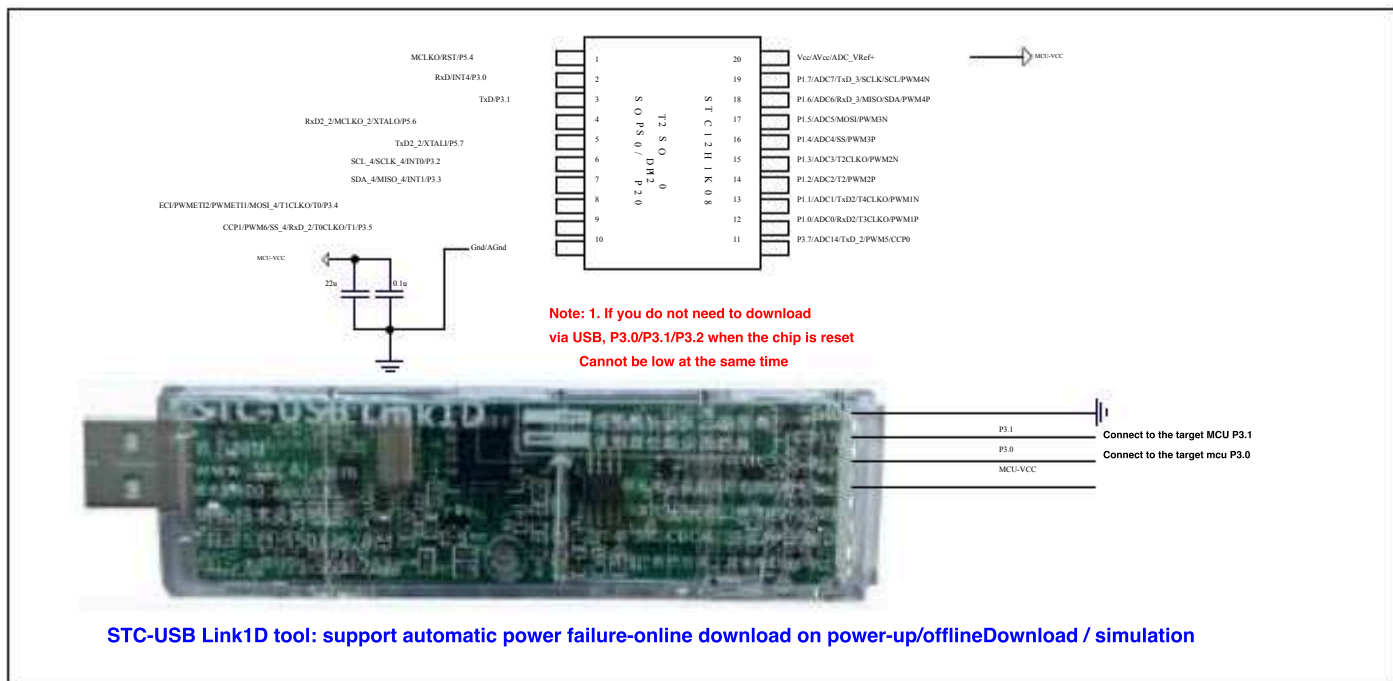 MCLKO/RST/P5.4
RxD/INT4/P3.0
TxD/P3.1
RxD2_2/MCLKO_2/XTALO/P5.6
TxD2_2/XTALI/P5.7
SCL_4/SCLK_4/INT0/P3.2
SDA_4/MISO_4/INT1/P3.3
ECI/PWMETI2/PWMETI1/MOSI_4/T1CLKO/T0/P3.4
CCP1/PWM6/SS_4/RxD_2/T0CLKO/T1/P3.5
Gnd/AGnd
1
2
3
4
5
6
7
8
9
10
SOPS0/ P20
T2SO 0
DH2
STC12H1K08
20
19
18
17
16
15
14
13
12
11
Vcc/AVcc/ADC_VRef+
P1.7/ADC7/TxD_3/SCLK/SCL/PWM4N
P1.6/ADC6/RxD_3/MISO/SDA/PWM4P
P1.5/ADC5/MOSI/PWM3N
P1.4/ADC4/SS/PWM3P
P1.3/ADC3/T2CLKO/PWM2N
P1.2/ADC2/T2/PWM2P
P1.1/ADC1/TxD2/T4CLKO/PWM1N
P1.0/ADC0/RxD2/T3CLKO/PWM1P
P3.7/ADC14/TxD_2/PWM5/CCP0
MCU-VCC
MCU-VCC
22u
0.1u
Note: 1. If you do not need to download
via USB, P3.0/P3.1/P3.2 when the chip is reset
Cannot be low at the same time
STC-USB Link1D
P3.1
Connect to the target MCU P3.1
P3.0
Connect to the target mcu P3.0
MCU-VCC
STC-USB Link1D tool: support automatic power failure-online download on power-up/offlineDownload / simulation